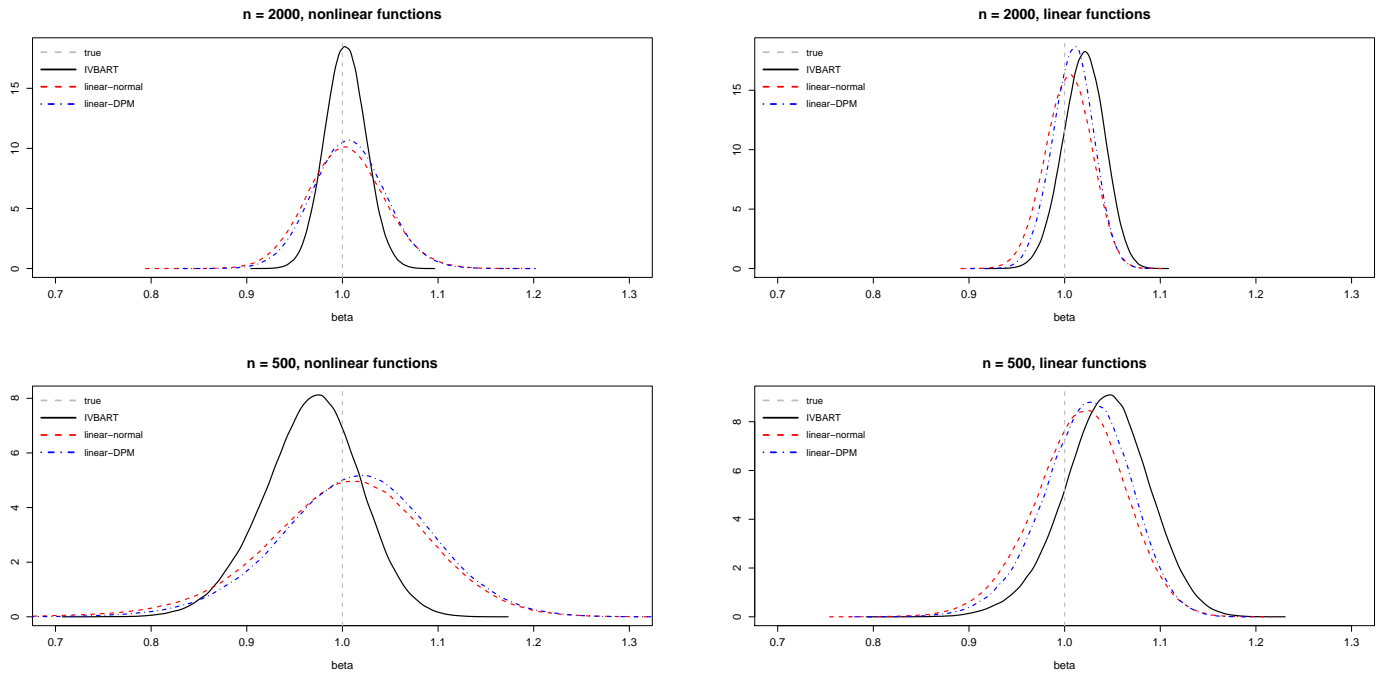 n = 2000, nonlinear functions
true
IVBART
linear−normal
linear−DPM
0
5
10
15
0.7 0.8 0.9 1.0 1.1 1.2 1.3
beta
n = 2000, linear functions
true
IVBART
linear−normal
linear−DPM
0
5
10
15
0.7 0.8 0.9 1.0 1.1 1.2 1.3
beta
n = 500, nonlinear functions
true
IVBART
linear−normal
linear−DPM
0
2
4
6
8
0.7 0.8 0.9 1.0 1.1 1.2 1.3
beta
n = 500, linear functions
true
IVBART
linear−normal
linear−DPM
0
2
4
6
8
0.7 0.8 0.9 1.0 1.1 1.2 1.3
beta